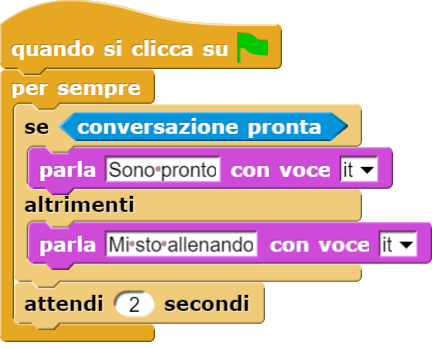 quando si clicca su
per sempre
se conversazione pronta
parla Sono pronto con voce it
altrimenti
parla Mi sto allenando con voce it
attendi 2 secondi